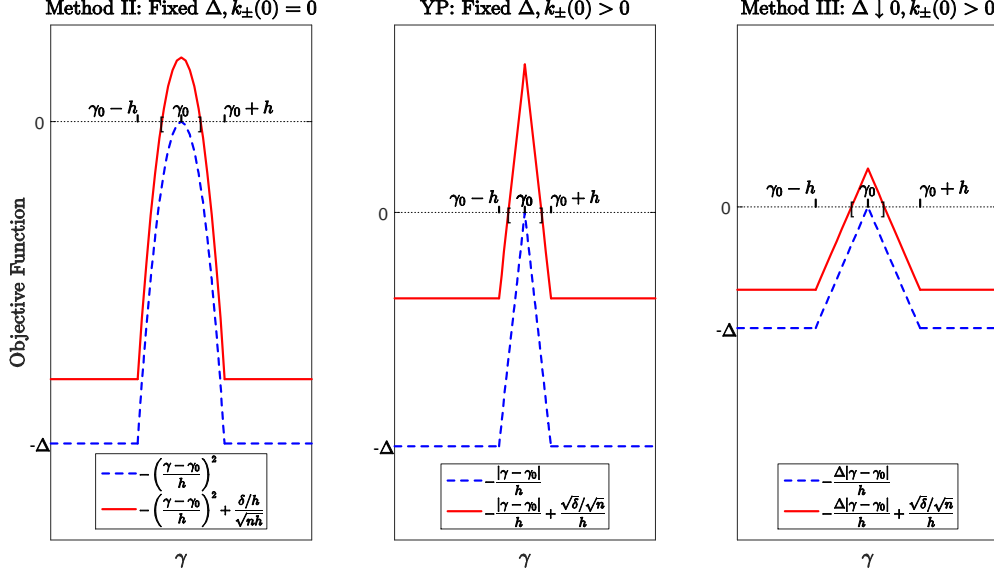 Method II: Fixed Δ, k±(0) = 0
YP: Fixed Δ, k±(0) > 0
Method III: Δ ↓ 0, k±(0) > 0
Objective Function
γ0 − h
γ0
γ0 + h
0
-Δ
−((γ − γ0)/h)^2
−((γ − γ0)/h)^2 + (δ/h)/√(nh)
γ
γ0 − h
γ0
γ0 + h
0
-Δ
−|γ − γ0|/h
−|γ − γ0|/h + (√δ/√n)/h
γ
γ0 − h
γ0
γ0 + h
0
-Δ
−Δ|γ − γ0|/h
−Δ|γ − γ0|/h + (√δ/√n)/h
γ